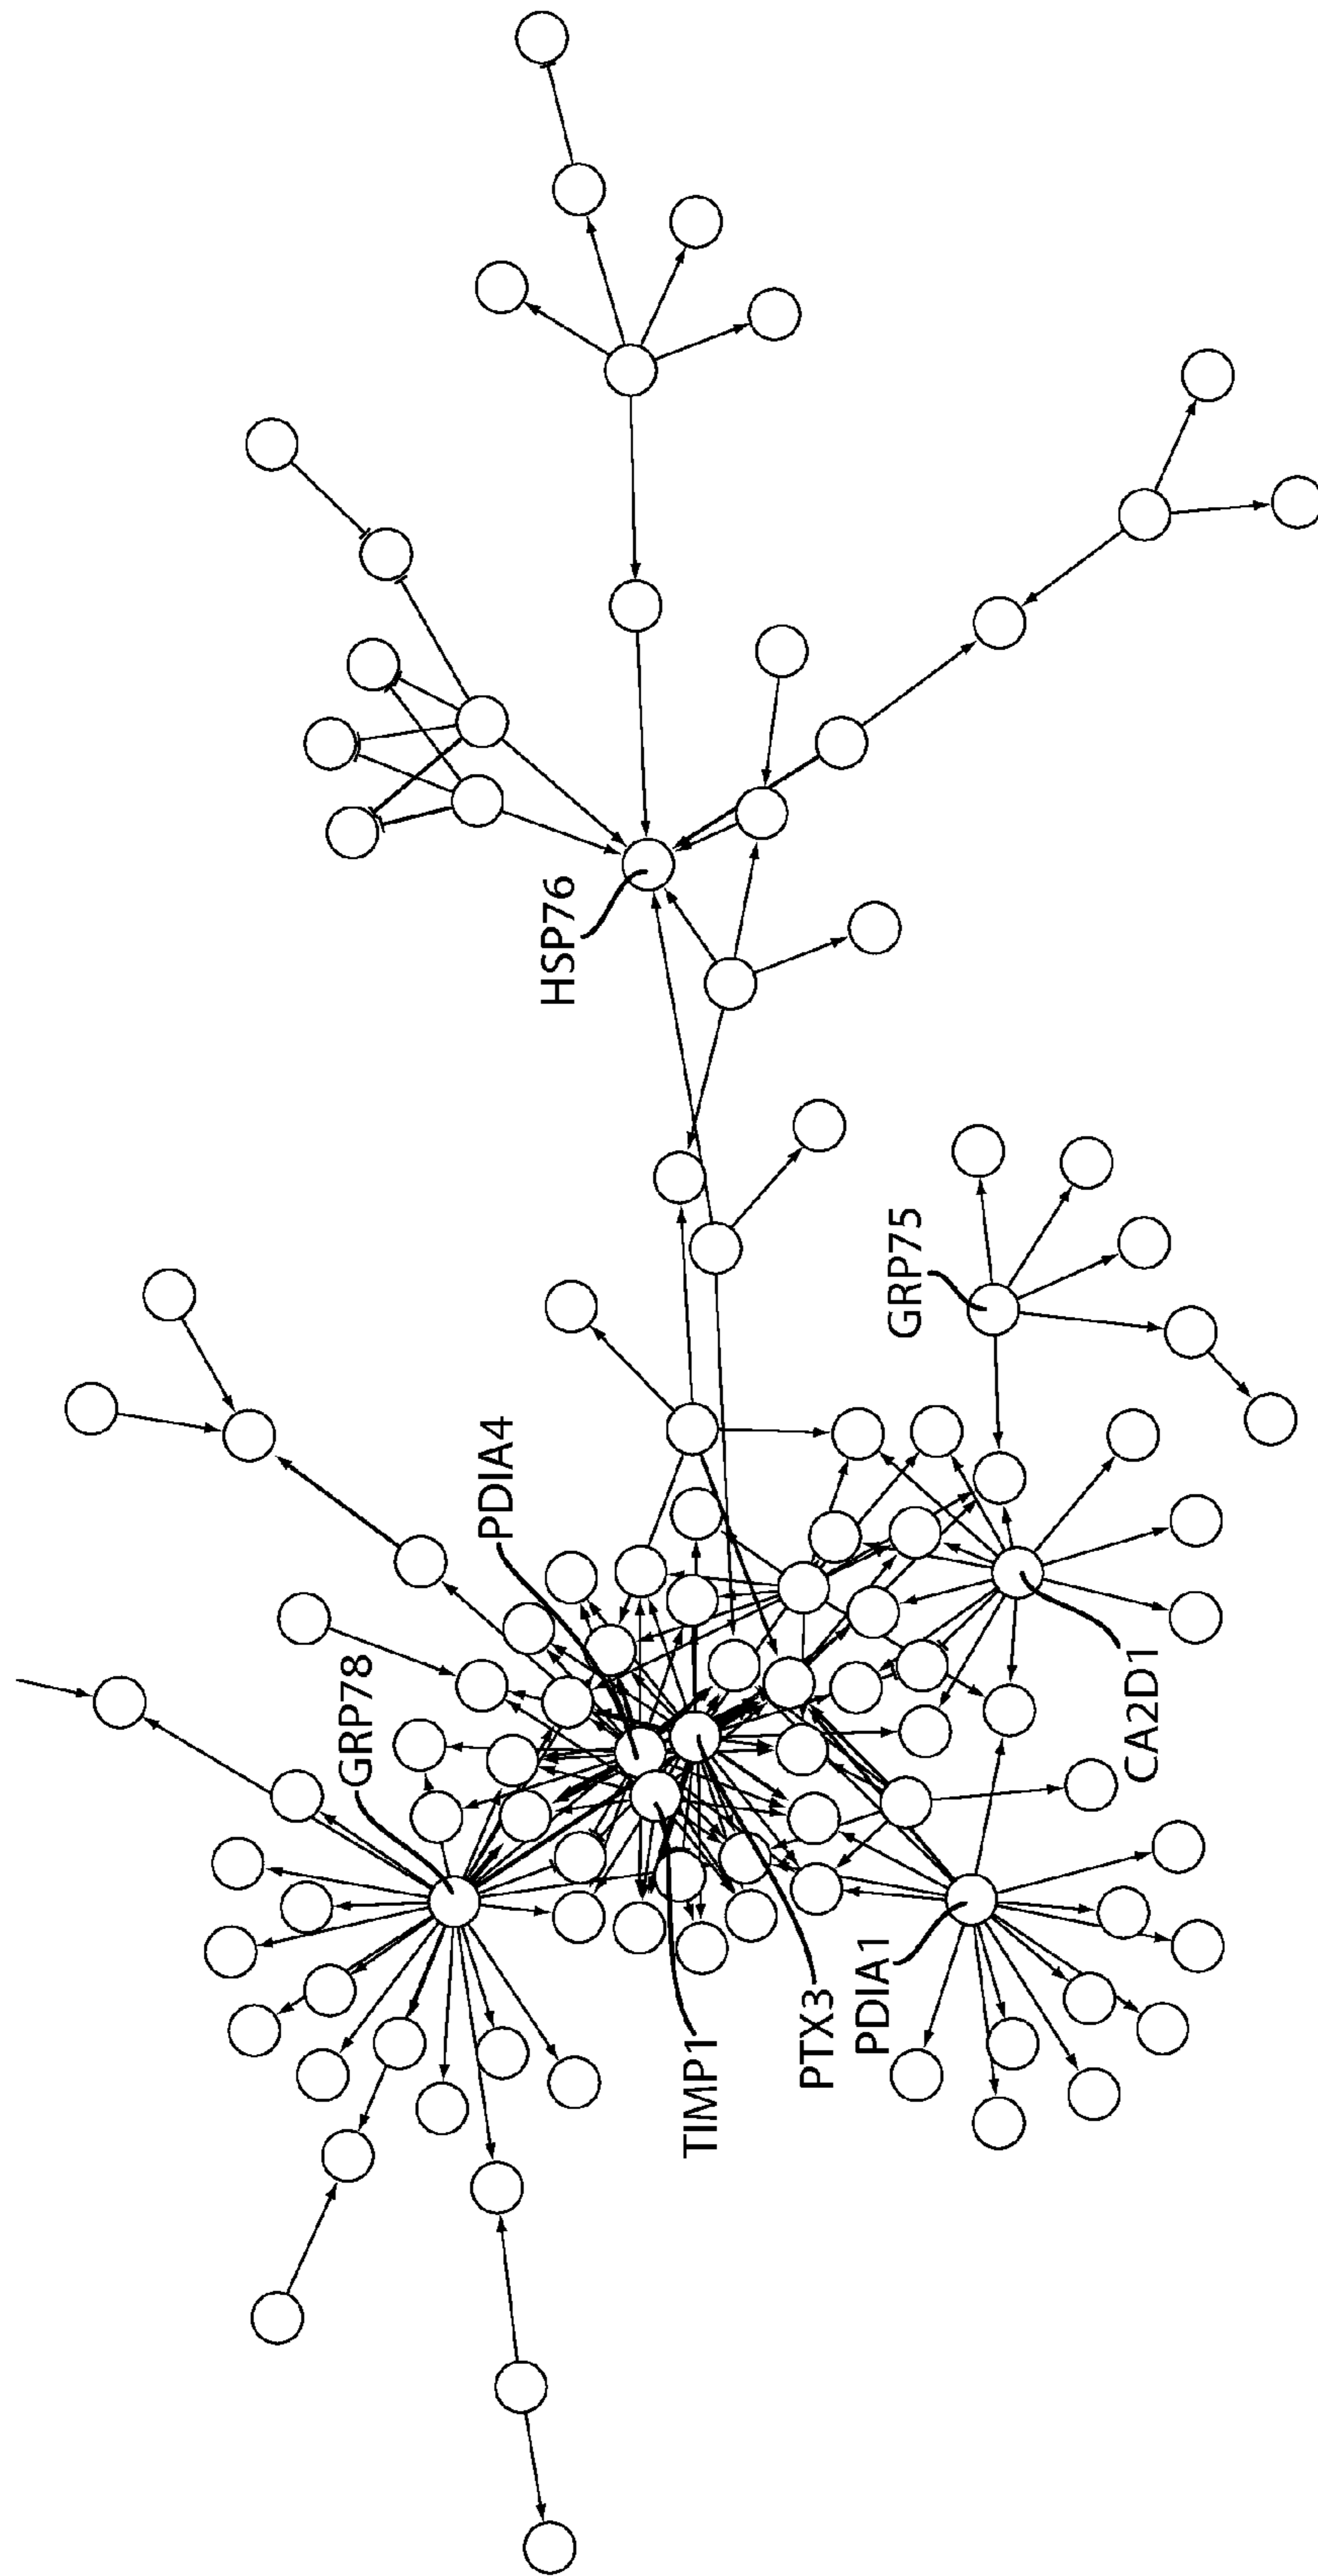 HSP76
GRP75
PDIA4
GRP78
CA2D1
TIMP1
PTX3
PDIA1